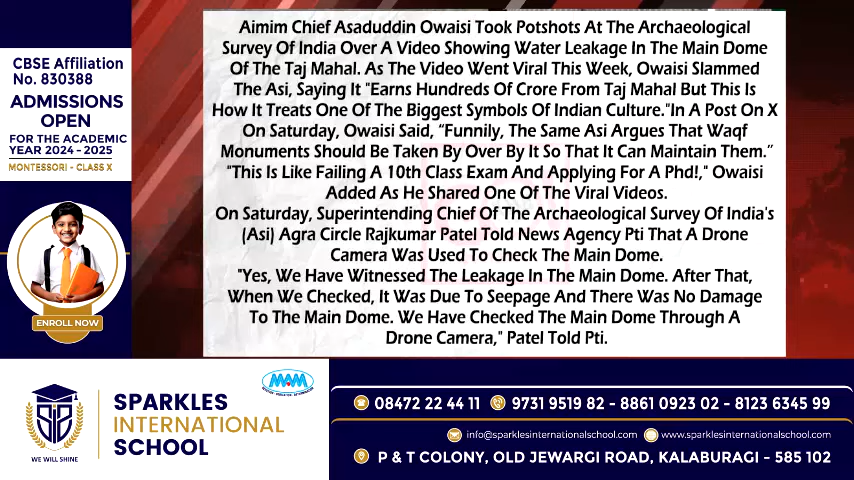 Aimim Chief Asaduddin Owaisi Took Potshots At The Archaeological
Survey Of India Over A Video Showing Water Leakage In The Main Dome
Of The Taj Mahal. As The Video Went Viral This Week, Owaisi Slammed
The Asi, Saying It "Earns Hundreds Of Crore From Taj Mahal But This Is
How It Treats One Of The Biggest Symbols Of Indian Culture."In A Post On X
On Saturday, Owaisi Said, “Funnily, The Same Asi Argues That Waqf
Monuments Should Be Taken By Over By It So That It Can Maintain Them.”
"This Is Like Failing A 10th Class Exam And Applying For A Phd!," Owaisi
Added As He Shared One Of The Viral Videos.
On Saturday, Superintending Chief Of The Archaeological Survey Of India's
(Asi) Agra Circle Rajkumar Patel Told News Agency Pti That A Drone
Camera Was Used To Check The Main Dome.
"Yes, We Have Witnessed The Leakage In The Main Dome. After That,
When We Checked, It Was Due To Seepage And There Was No Damage
To The Main Dome. We Have Checked The Main Dome Through A
Drone Camera," Patel Told Pti.
CBSE Affiliation
No. 830388
ADMISSIONS
OPEN
FOR THE ACADEMIC
YEAR 2024 - 2025
MONTESSORI - CLASS X
ENROLL NOW
WE WILL SHINE
SPARKLES
INTERNATIONAL
SCHOOL
MAM
08472 22 44 11 9731 9519 82 - 8861 0923 02 - 8123 6345 99
info@sparklesinternationalschool.com www.sparklesinternationalschool.com
P & T COLONY, OLD JEWARGI ROAD, KALABURAGI - 585 102